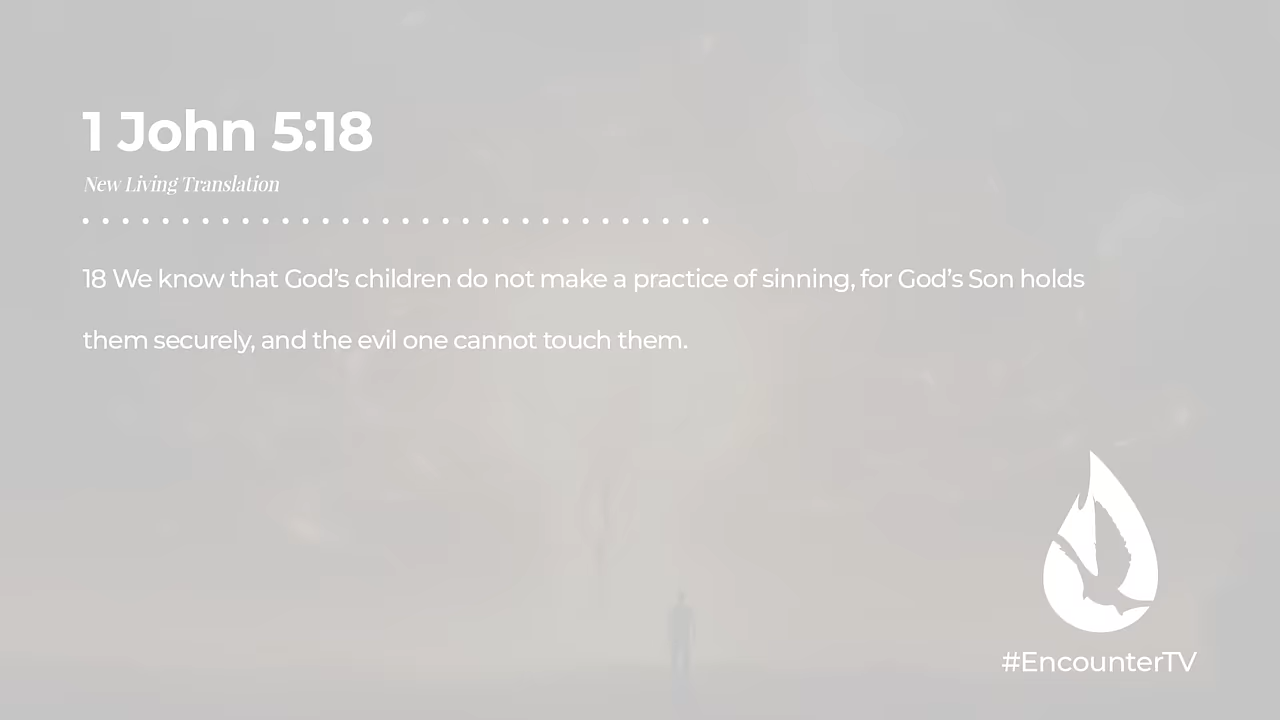 1 John 5:18
New Living Translation
18 We know that God’s children do not make a practice of sinning, for God’s Son holds
them securely, and the evil one cannot touch them.
#EncounterTV